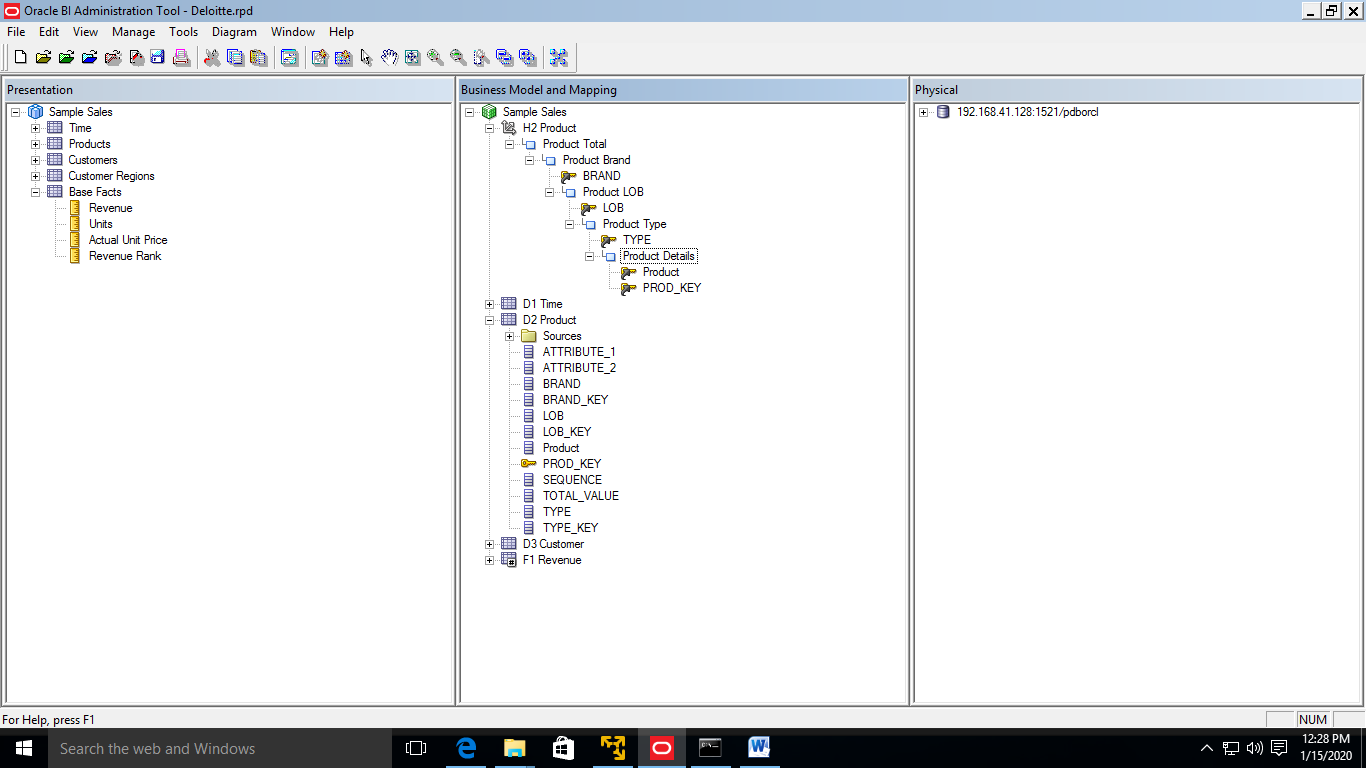 Oracle BI Administration Tool - Deloitte.rpd
File Edit View Manage Tools Diagram Window Help
Presentation
Sample Sales
Time
Products
Customers
Customer Regions
Base Facts
Revenue
Units
Actual Unit Price
Revenue Rank
Business Model and Mapping
Sample Sales
H2 Product
Product Total
Product Brand
BRAND
Product LOB
LOB
Product Type
TYPE
Product Details
Product
PROD_KEY
D1 Time
D2 Product
Sources
ATTRIBUTE_1
ATTRIBUTE_2
BRAND
BRAND_KEY
LOB
LOB_KEY
Product
PROD_KEY
SEQUENCE
TOTAL_VALUE
TYPE
TYPE_KEY
D3 Customer
F1 Revenue
Physical
192.168.41.128:1521/pdborcl
For Help, press F1
NUM
Search the web and Windows
12:28 PM
1/15/2020